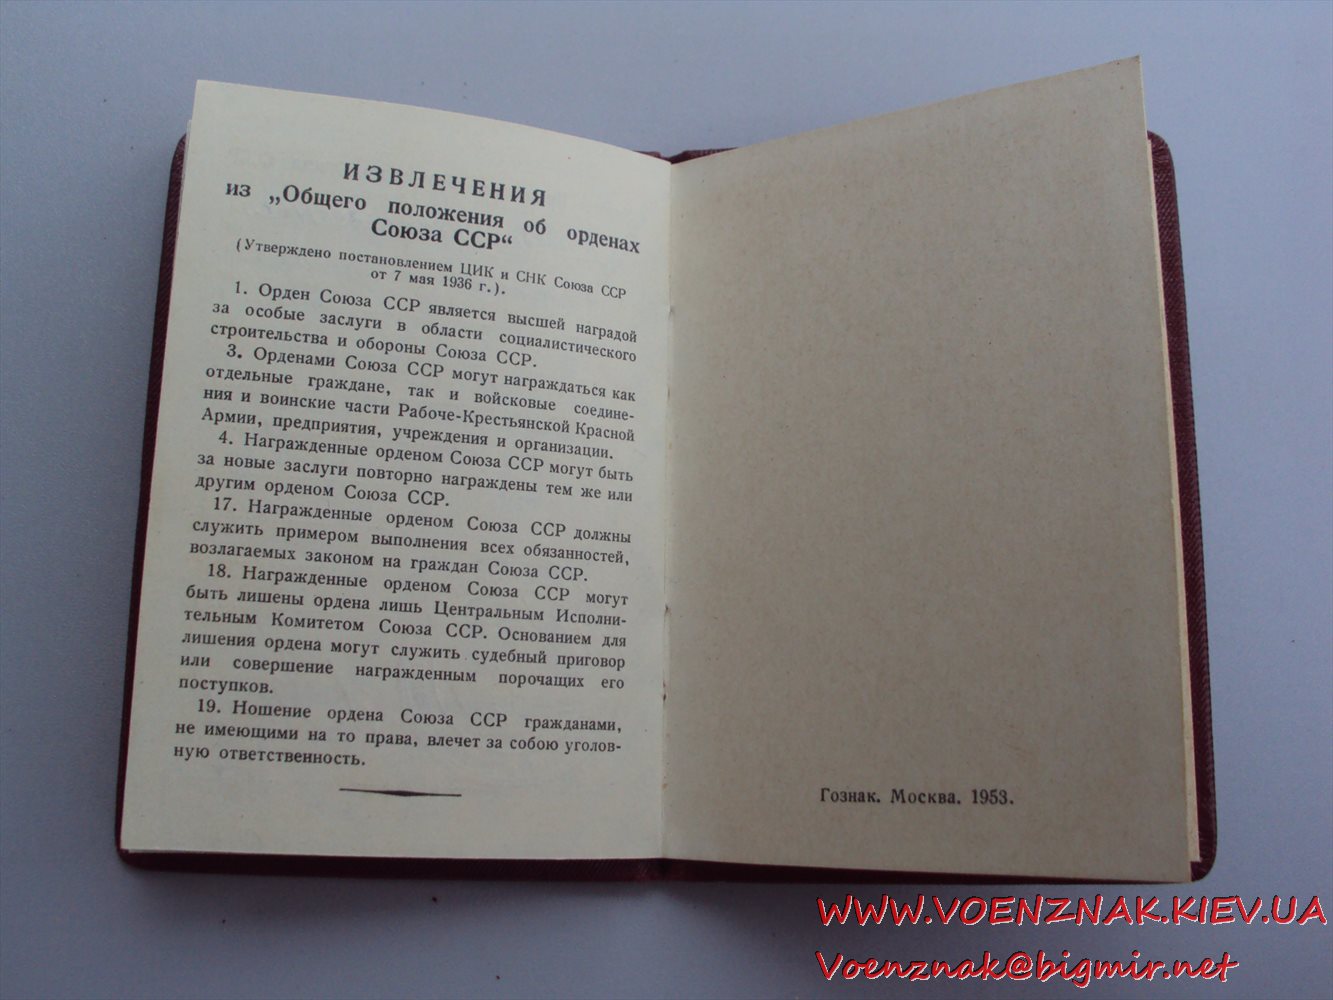 ИЗВЛЕЧЕНИЯ
из „Общего положения об орденах
Союза ССР“
(Утверждено постановлением ЦИК и СНК Союза ССР
от 7 мая 1936 г.).
1. Орден Союза ССР является высшей наградой
за особые заслуги в области социалистического
строительства и обороны Союза ССР.
3. Орденами Союза ССР могут награждаться как
отдельные граждане, так и войсковые соедине-
ния и воинские части Рабоче-Крестьянской Красной
Армии, предприятия, учреждения и организации.
4. Награжденные орденом Союза ССР могут быть
за новые заслуги повторно награждены тем же или
другим орденом Союза ССР.
17. Награжденные орденом Союза ССР должны
служить примером выполнения всех обязанностей,
возлагаемых законом на граждан Союза ССР.
18. Награжденные орденом Союза ССР могут
быть лишены ордена лишь Центральным Исполни-
тельным Комитетом Союза ССР. Основанием для
лишения ордена могут служить судебный приговор
или совершение награжденным порочащих его
поступков.
19. Ношение ордена Союза ССР гражданами,
не имеющими на то права, влечет за собою уголов-
ную ответственность.
Гознак. Москва. 1953.
WWW.VOENZNAK.KIEV.UA
Voenznak@bigmir.net